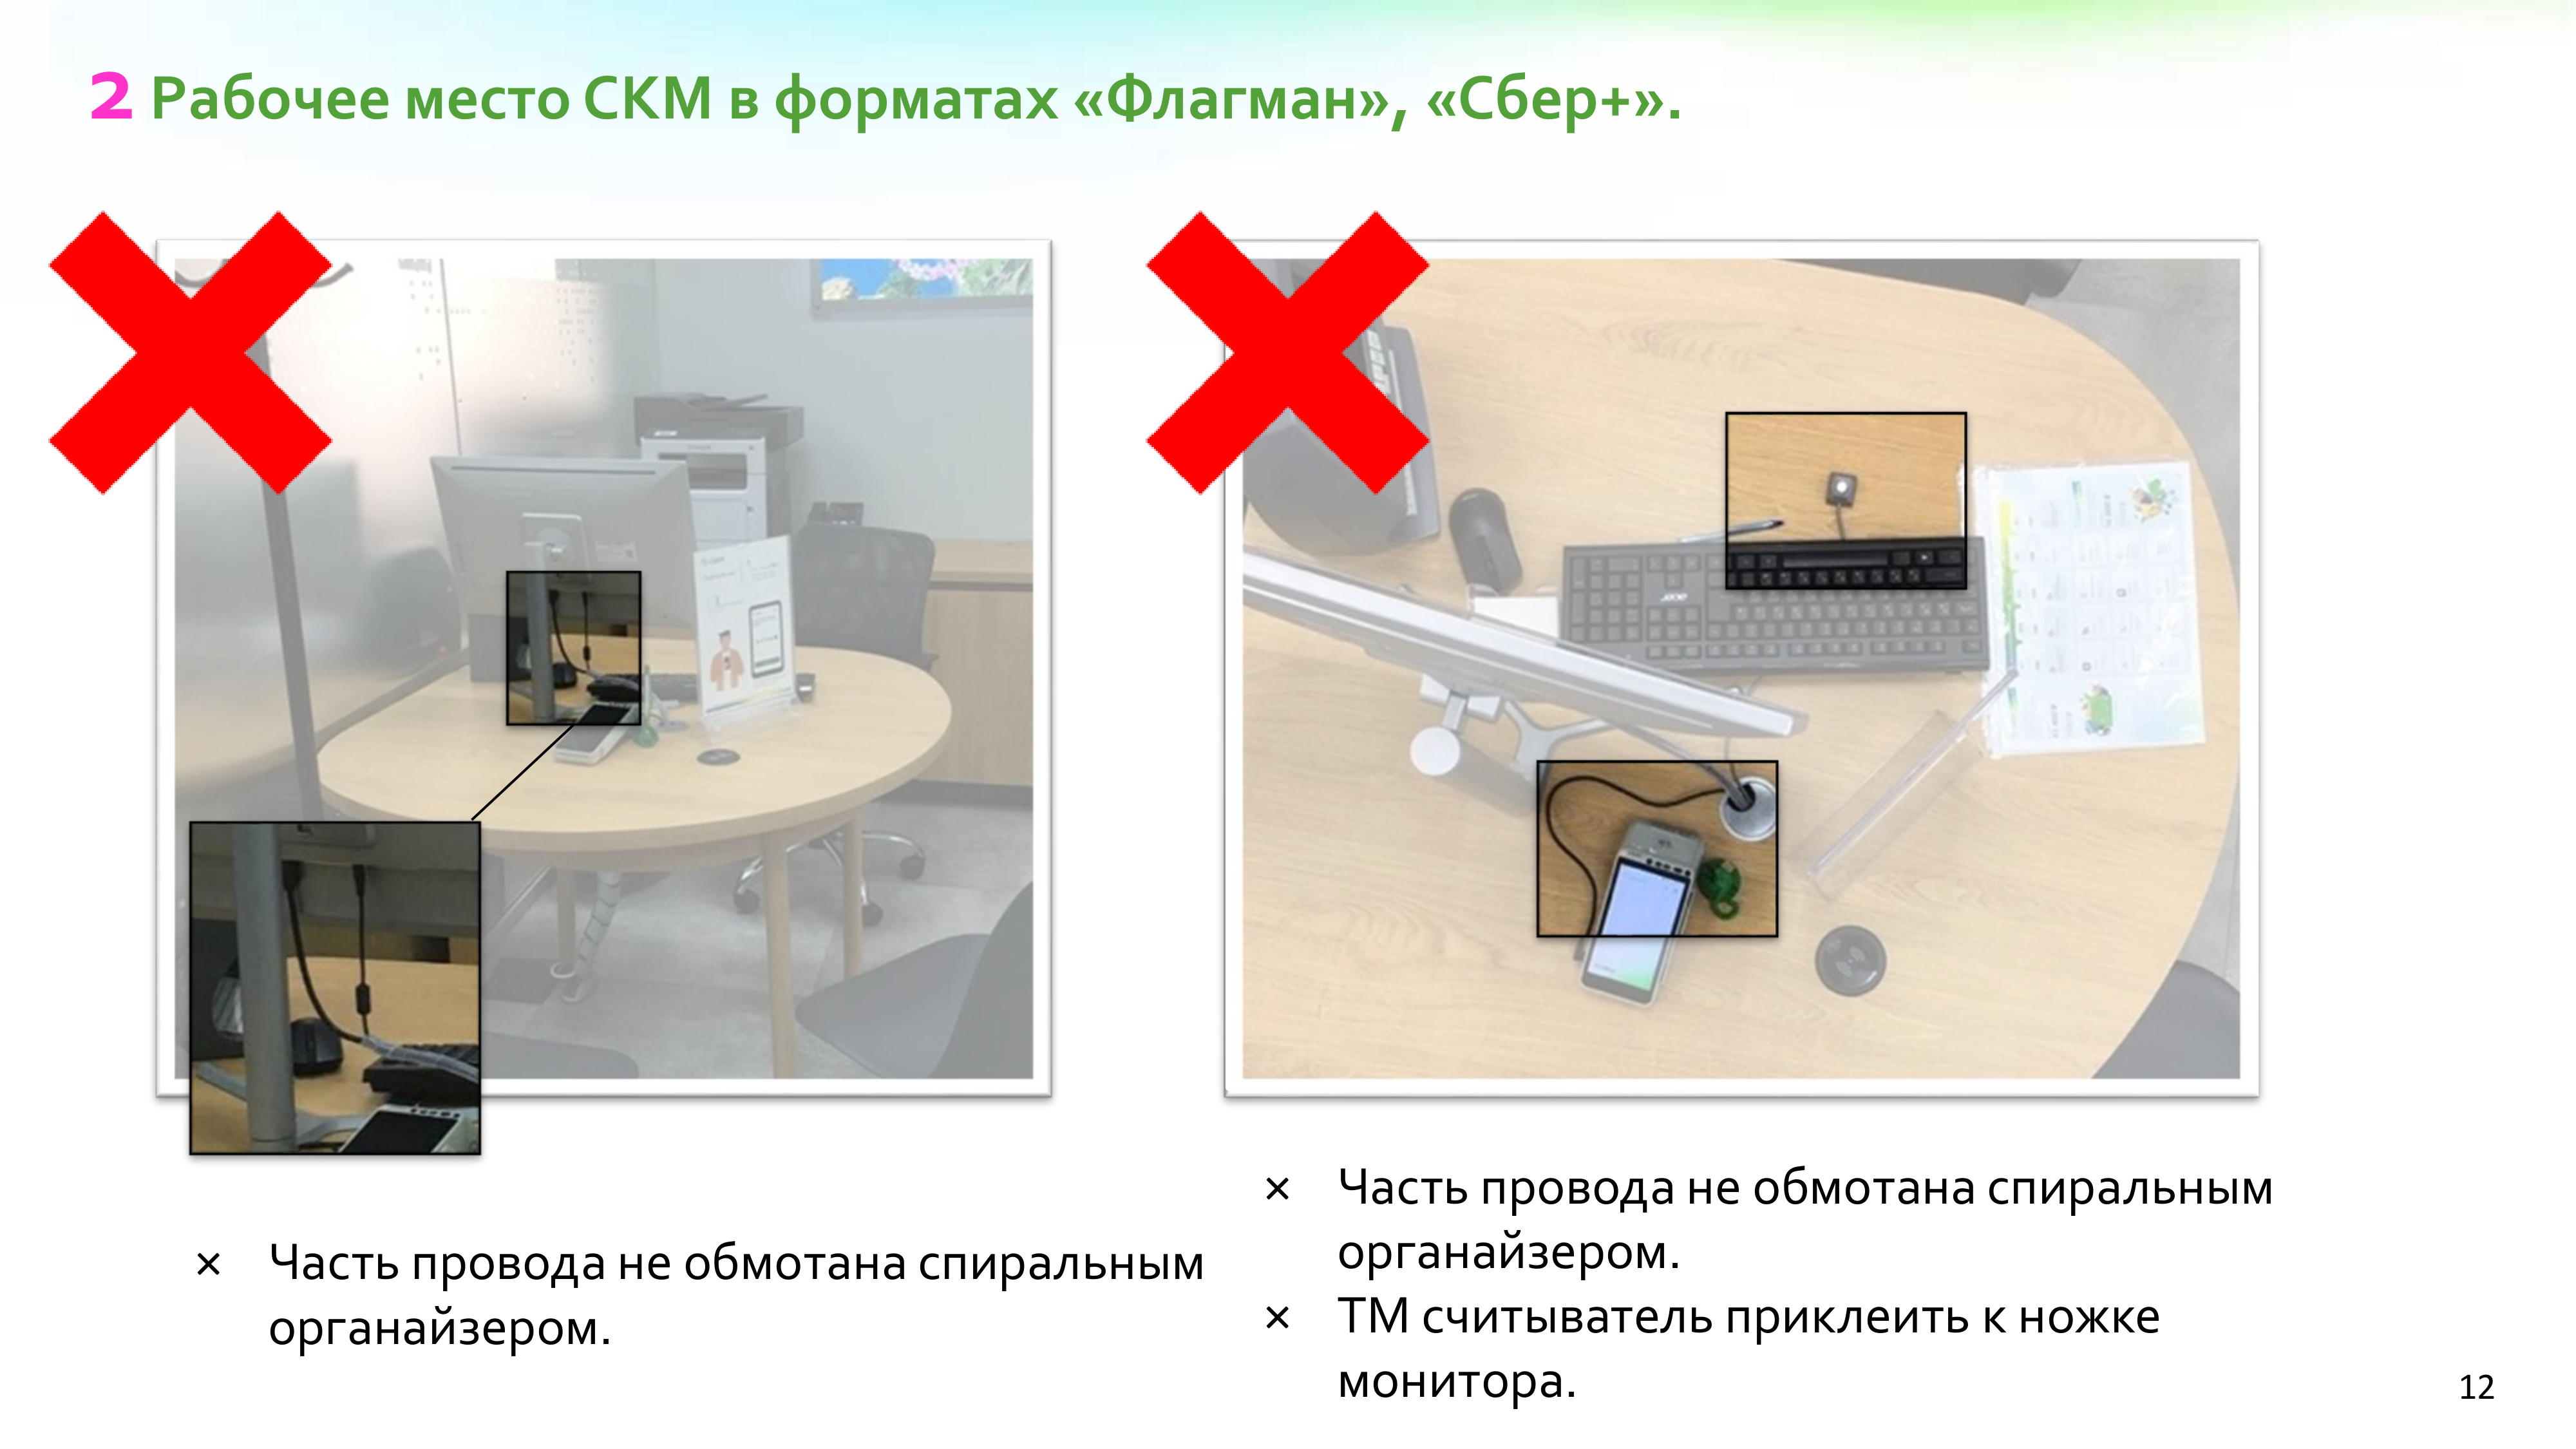 2 Рабочее место СКМ в форматах «Флагман», «Сбер+».
× Часть провода не обмотана спиральным
органайзером.
× Часть провода не обмотана спиральным
органайзером.
× ТМ считыватель приклеить к ножке
монитора.
12